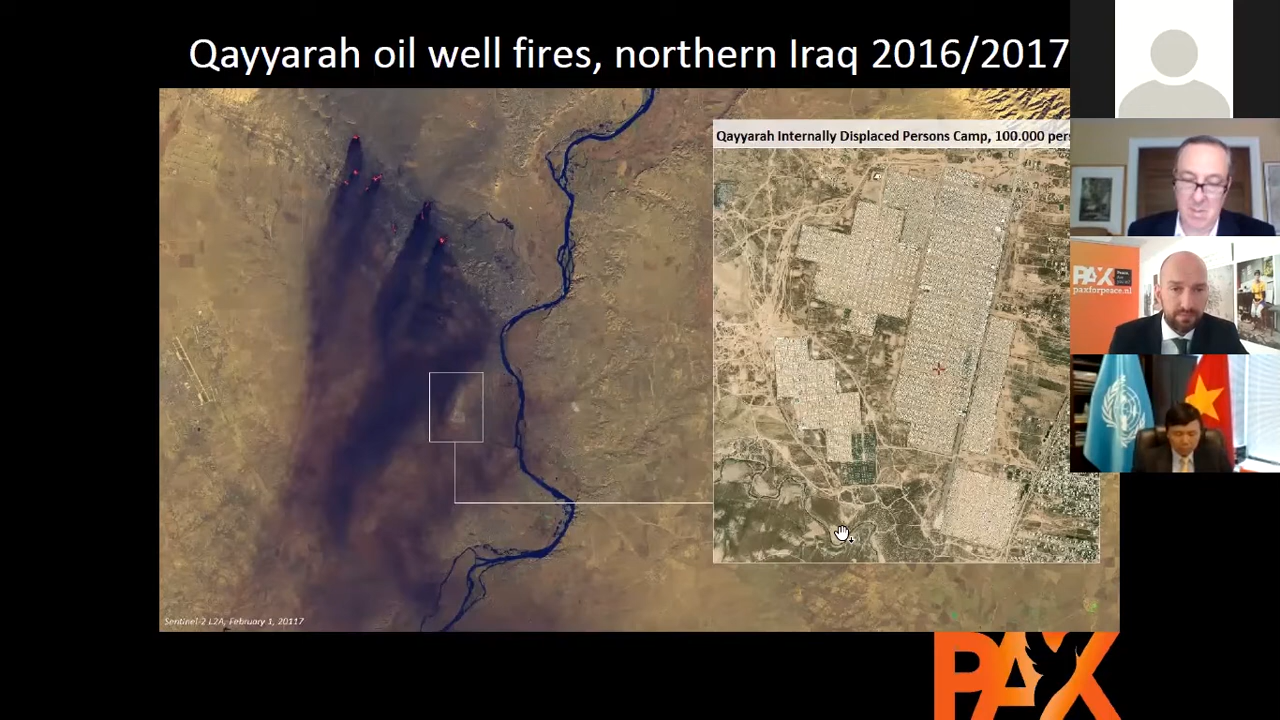 Qayyarah oil well fires, northern Iraq 2016/2017
Qayyarah Internally Displaced Persons Camp, 100.000
PAX
paxforpeace.nl
Sentinel-2 L2A, February 1, 20117
PAX